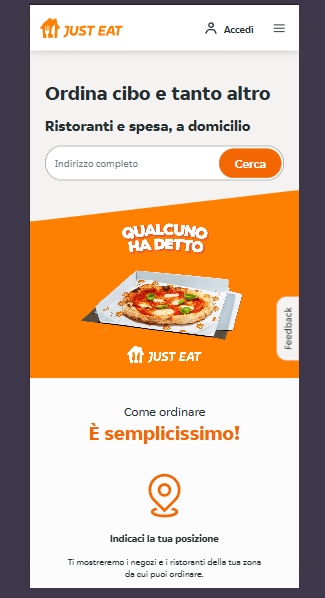 JUST EAT
Accedi
Ordina cibo e tanto altro
Ristoranti e spesa, a domicilio
Indirizzo completo
Cerca
QUALCUNO
HA DETTO
JUST EAT
Feedback
Come ordinare
È semplicissimo!
Indicaci la tua posizione
Ti mostreremo i negozi e i ristoranti della tua zona
da cui puoi ordinare.